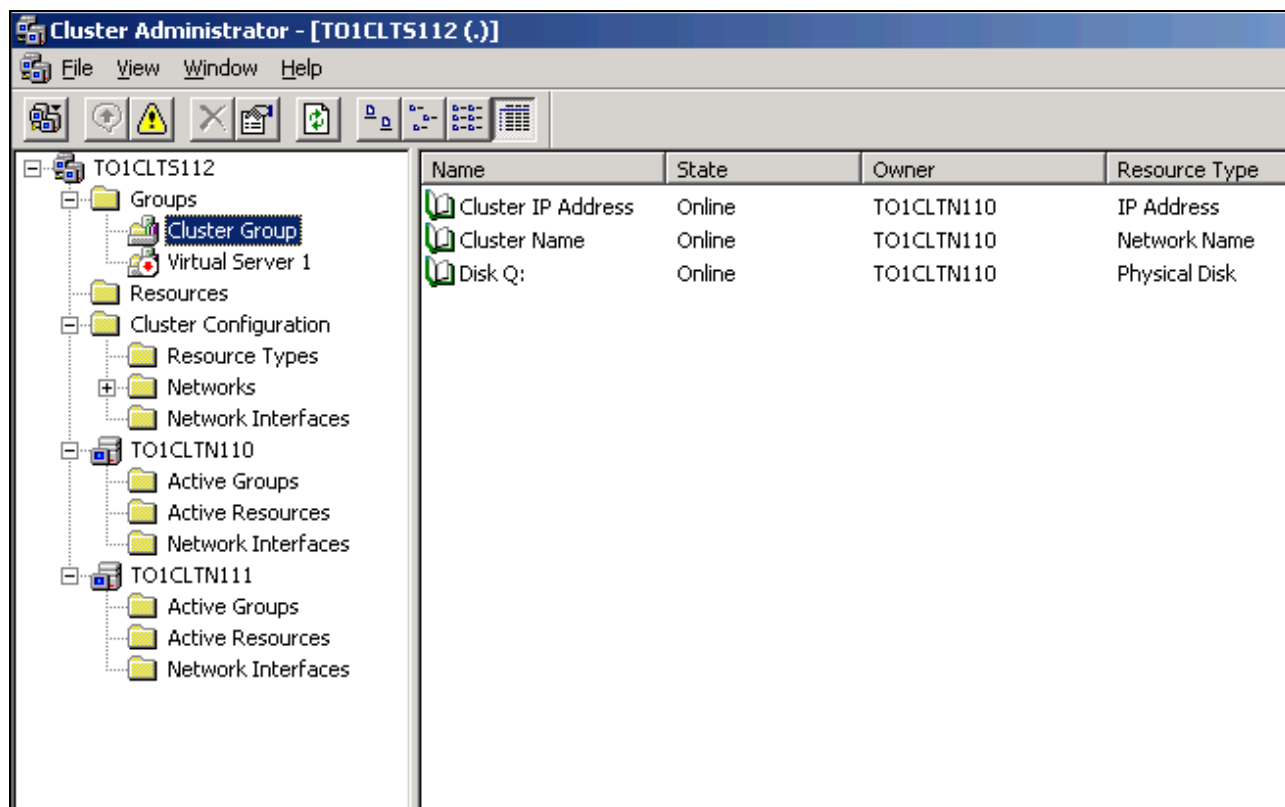 Cluster Administrator - [TO1CLTS112 (.)]
File View Window Help
TO1CLTS112
Groups
Cluster Group
Virtual Server 1
Resources
Cluster Configuration
Resource Types
Networks
Network Interfaces
TO1CLTN110
Active Groups
Active Resources
Network Interfaces
TO1CLTN111
Active Groups
Active Resources
Network Interfaces
Name State Owner Resource Type
Cluster IP Address Online TO1CLTN110 IP Address
Cluster Name Online TO1CLTN110 Network Name
Disk Q: Online TO1CLTN110 Physical Disk